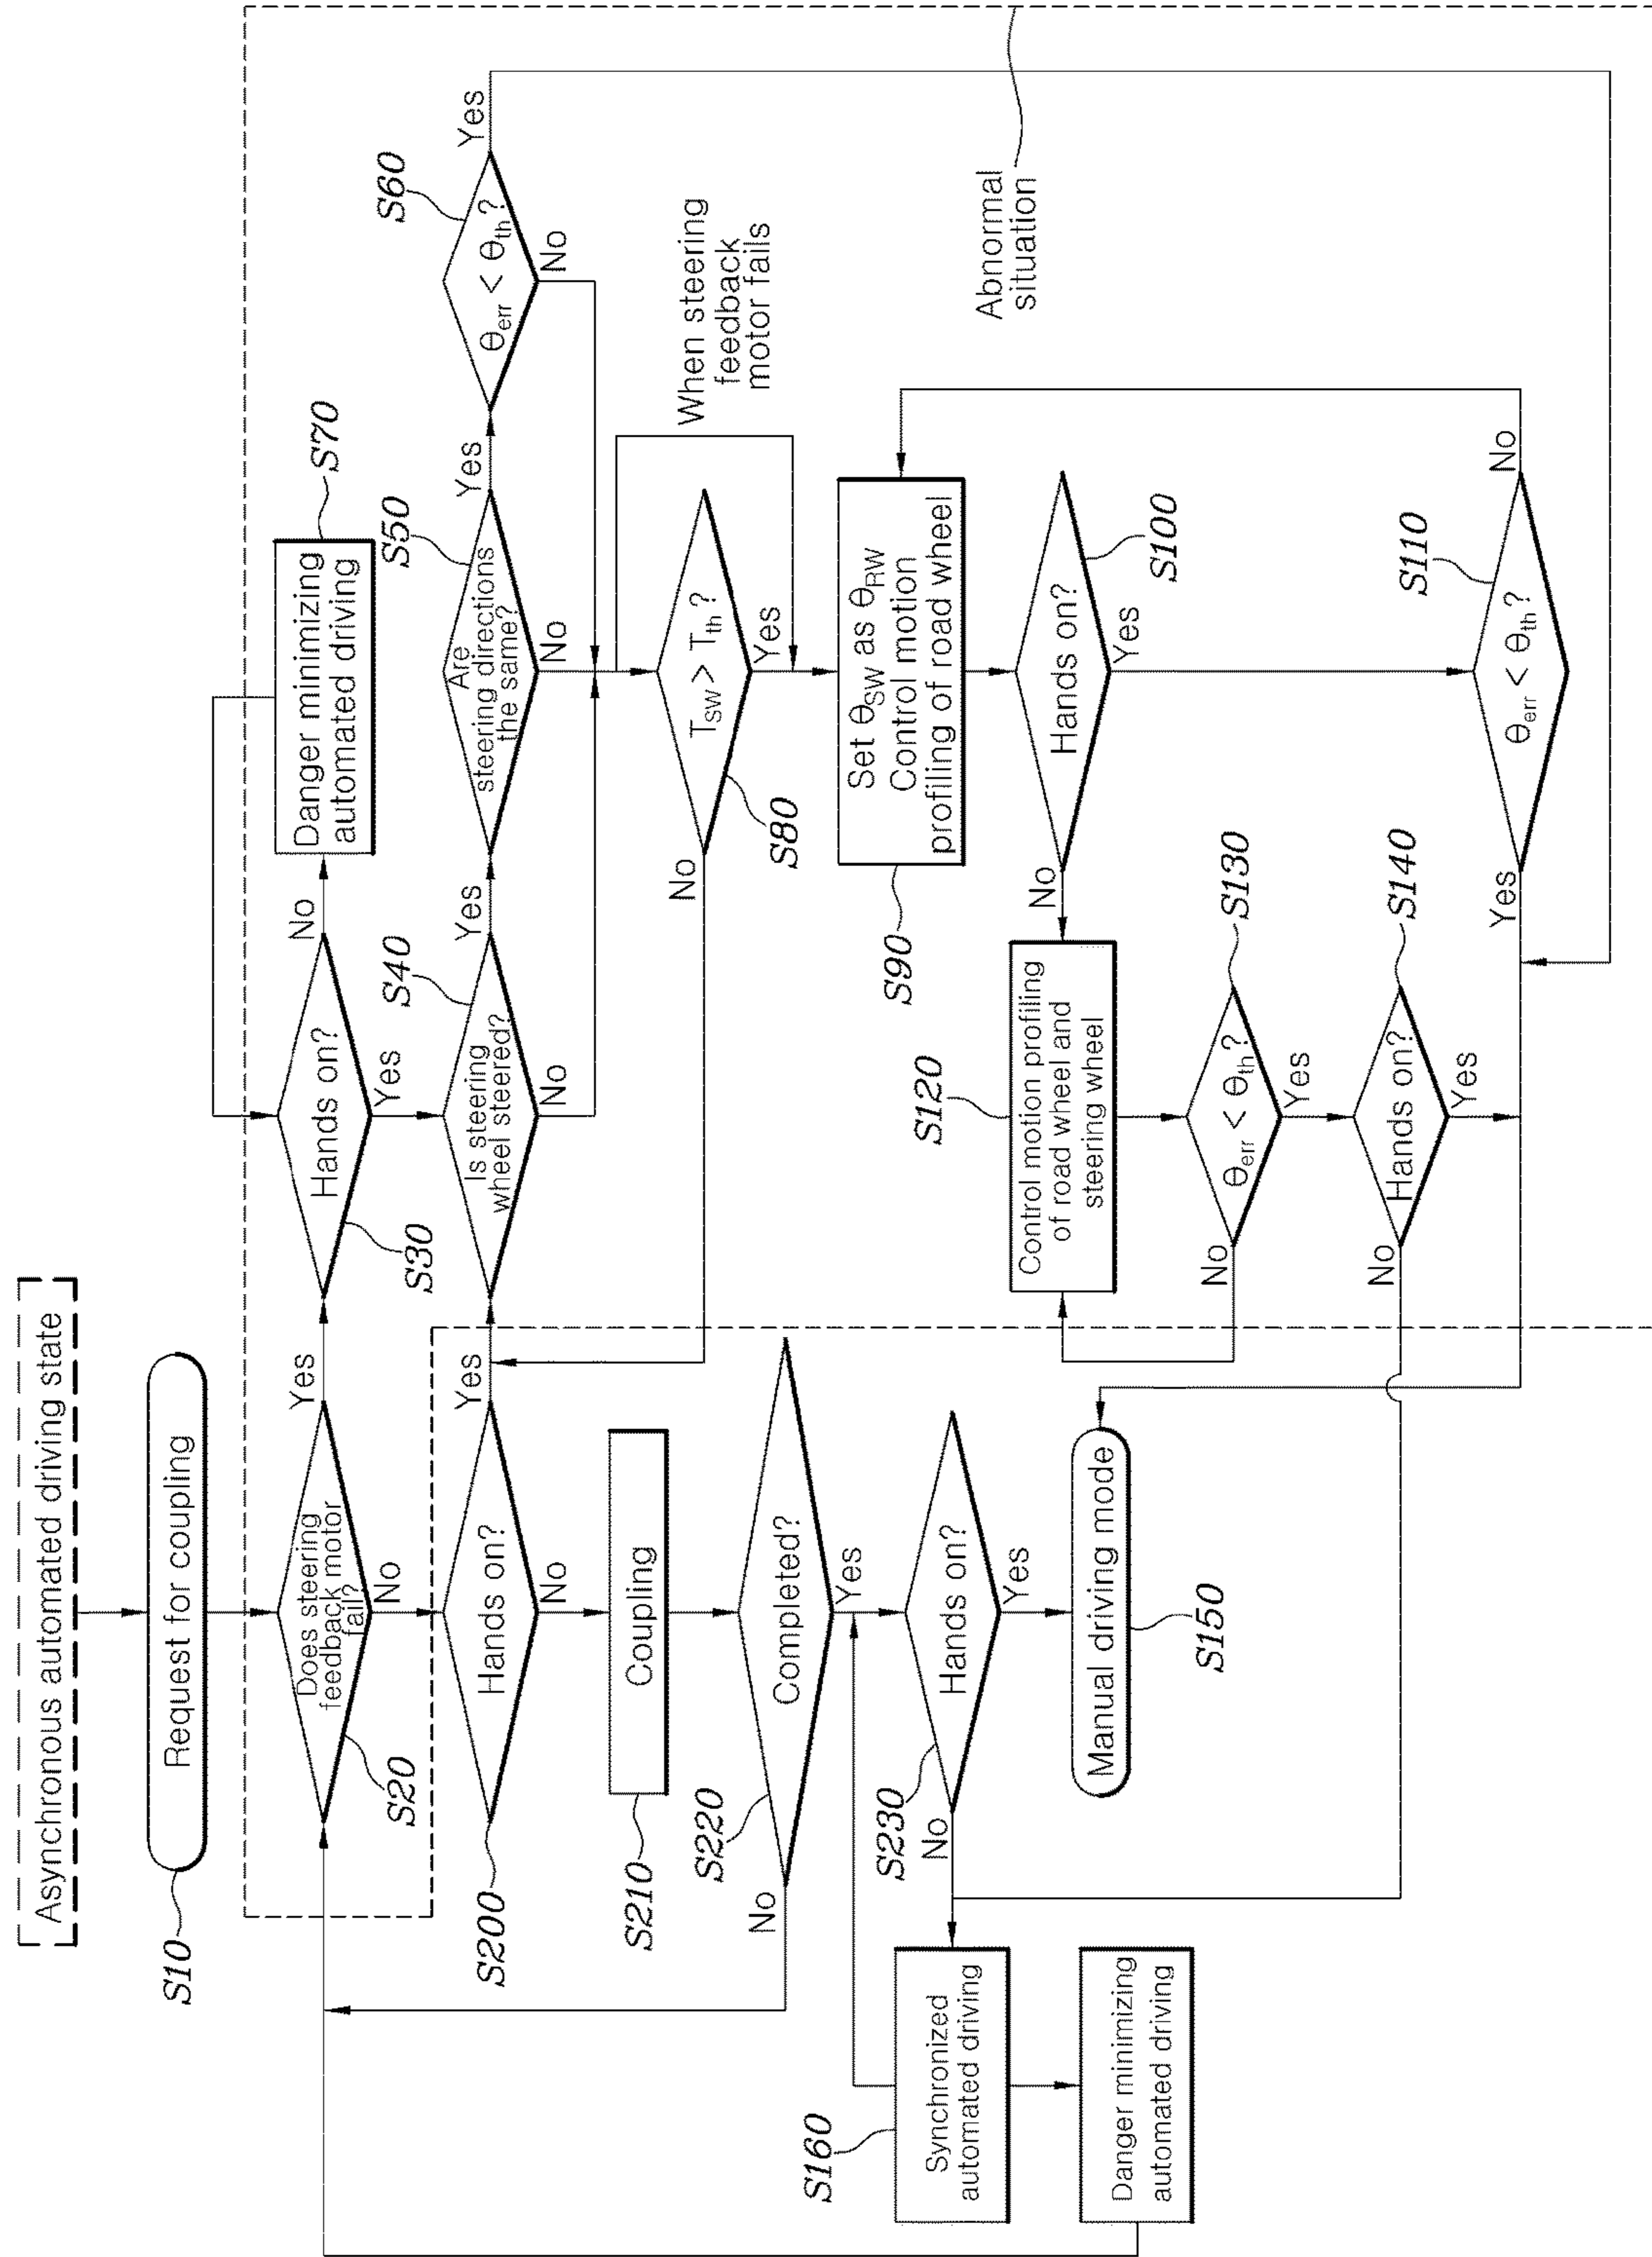 Asynchronous automated driving state
S10
Request for coupling
Does steering
feedback motor
fail?
S20
Yes
No
Hands on?
S30
No
Yes
Danger minimizing
automated driving
S70
Hands on?
S200
Yes
No
Is steering
wheel steered?
S40
Yes
No
Are
steering directions
the same?
S50
Yes
No
θerr < θth?
S60
Yes
No
Coupling
S210
TSW > Tth?
S80
No
Yes
When steering
feedback
motor fails
Completed?
S220
No
Yes
Set θSW as θRW
Control motion
profiling of road wheel
S90
Hands on?
S230
No
Yes
Synchronized
automated driving
S160
Hands on?
S100
No
Yes
Abnormal
situation
Control motion profiling
of road wheel and
steering wheel
S120
Manual driving mode
S150
Danger minimizing
automated driving
θerr < θth?
S130
No
Yes
Hands on?
S140
No
Yes
θerr < θth?
S110
Yes
No